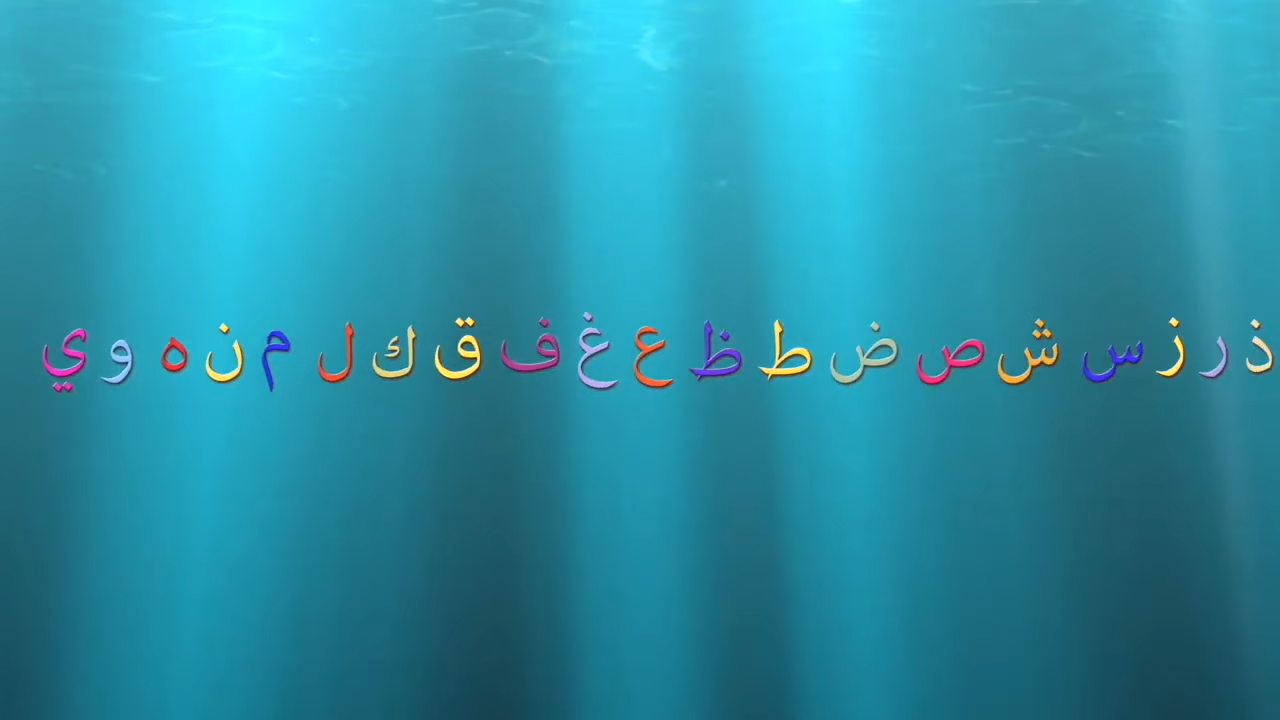 ذ ر ز س ش ص ض ط ظ ع غ ف ق ك ل م ن ه و ي